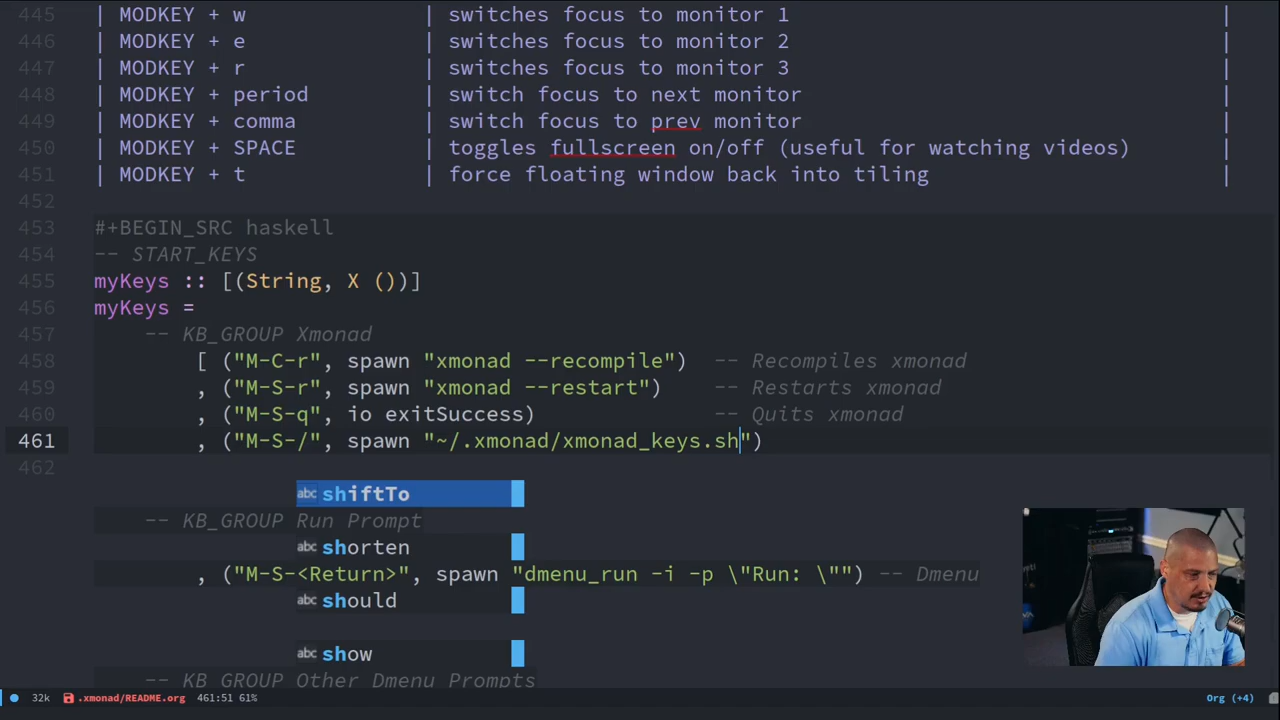 445 | MODKEY + w | switches focus to monitor 1 |
446 | MODKEY + e | switches focus to monitor 2 |
447 | MODKEY + r | switches focus to monitor 3 |
448 | MODKEY + period | switch focus to next monitor |
449 | MODKEY + comma | switch focus to prev monitor |
450 | MODKEY + SPACE | toggles fullscreen on/off (useful for watching videos) |
451 | MODKEY + t | force floating window back into tiling |
452
453 #+BEGIN_SRC haskell
454 -- START_KEYS
455 myKeys :: [(String, X ())]
456 myKeys =
457 -- KB_GROUP Xmonad
458 [ ("M-C-r", spawn "xmonad --recompile") -- Recompiles xmonad
459 , ("M-S-r", spawn "xmonad --restart") -- Restarts xmonad
460 , ("M-S-q", io exitSuccess) -- Quits xmonad
461 , ("M-S-/", spawn "~/.xmonad/xmonad_keys.sh")
462
abc shiftTo
-- KB_GROUP Run Prompt
abc shorten
, ("M-S-<Return>", spawn "dmenu_run -i -p \"Run: \"") -- Dmenu
abc should
abc show
-- KB_GROUP Other Dmenu Prompts
32k .xmonad/README.org 461:51 61% Org (+4)